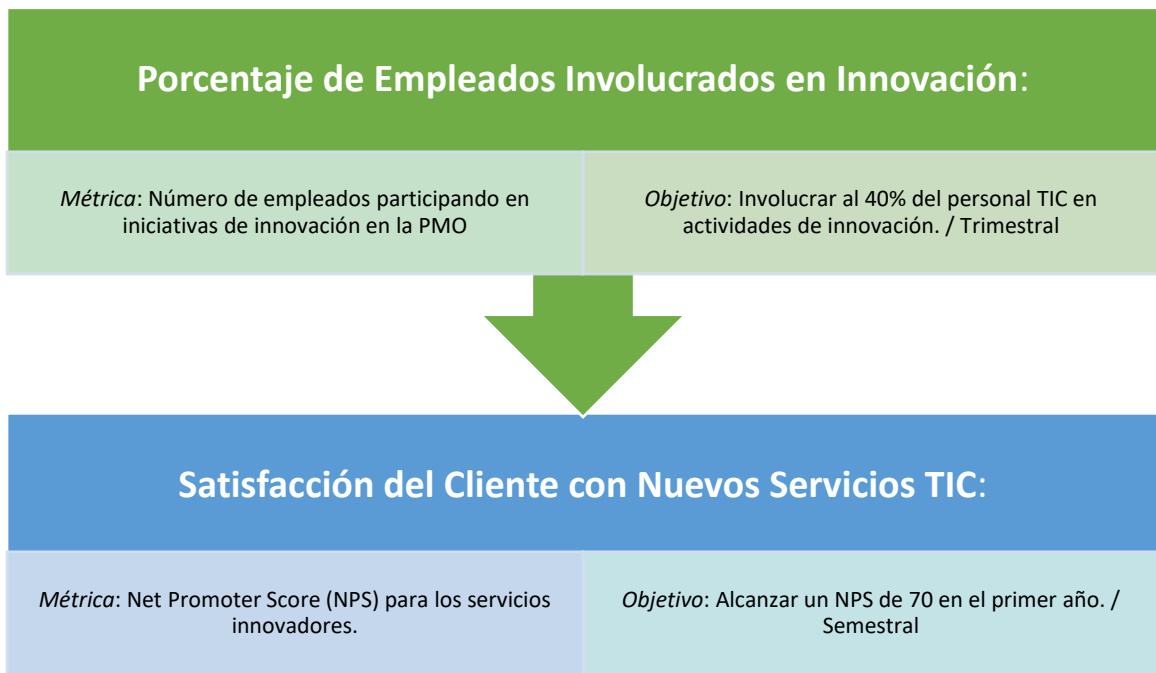 Porcentaje de Empleados Involucrados en Innovación:
Métrica: Número de empleados participando en
iniciativas de innovación en la PMO
Objetivo: Involucrar al 40% del personal TIC en
actividades de innovación. / Trimestral
Satisfacción del Cliente con Nuevos Servicios TIC:
Métrica: Net Promoter Score (NPS) para los servicios
innovadores.
Objetivo: Alcanzar un NPS de 70 en el primer año. /
Semestral